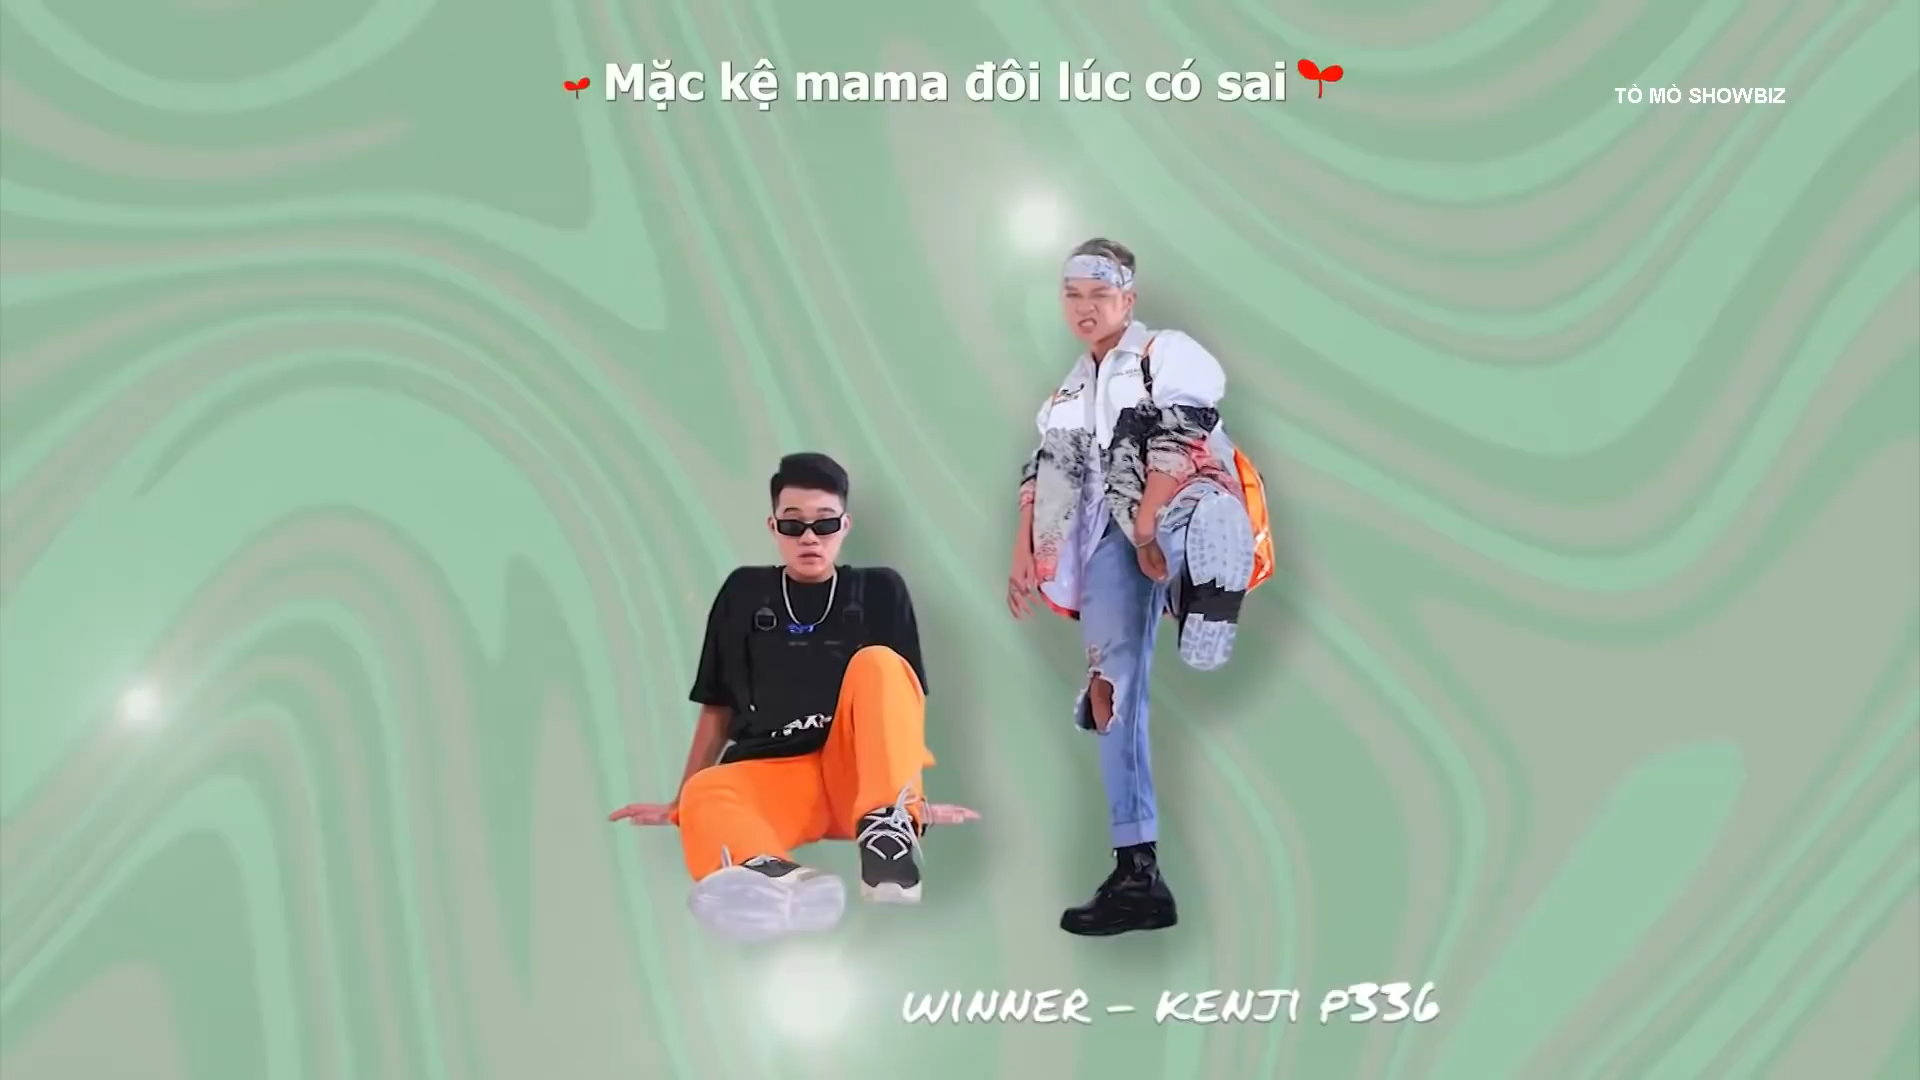 Mặc kệ mama đôi lúc có sai
TÒ MÒ SHOWBIZ
WINNER - KENJI P336